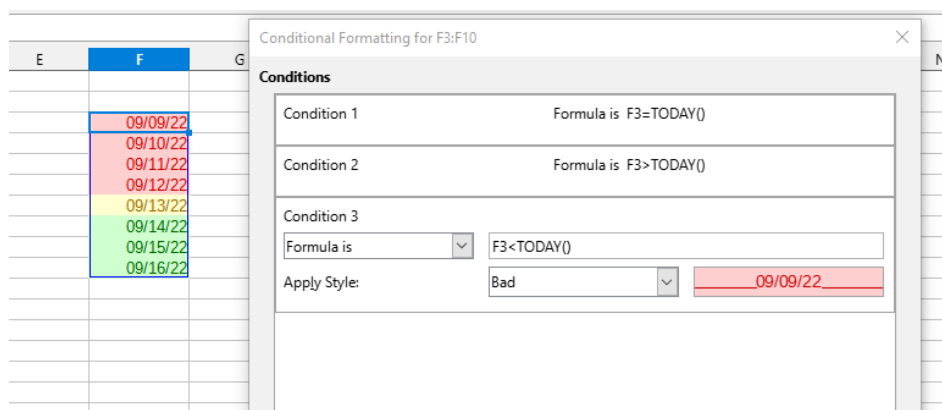 Conditional Formatting for F3:F10
E F G N
Conditions
Condition 1 Formula is F3=TODAY()
09/09/22
09/10/22
09/11/22
Condition 2 Formula is F3>TODAY()
09/12/22
09/13/22
Condition 3
09/14/22
Formula is F3<TODAY()
09/15/22
09/16/22
Apply Style: Bad 09/09/22